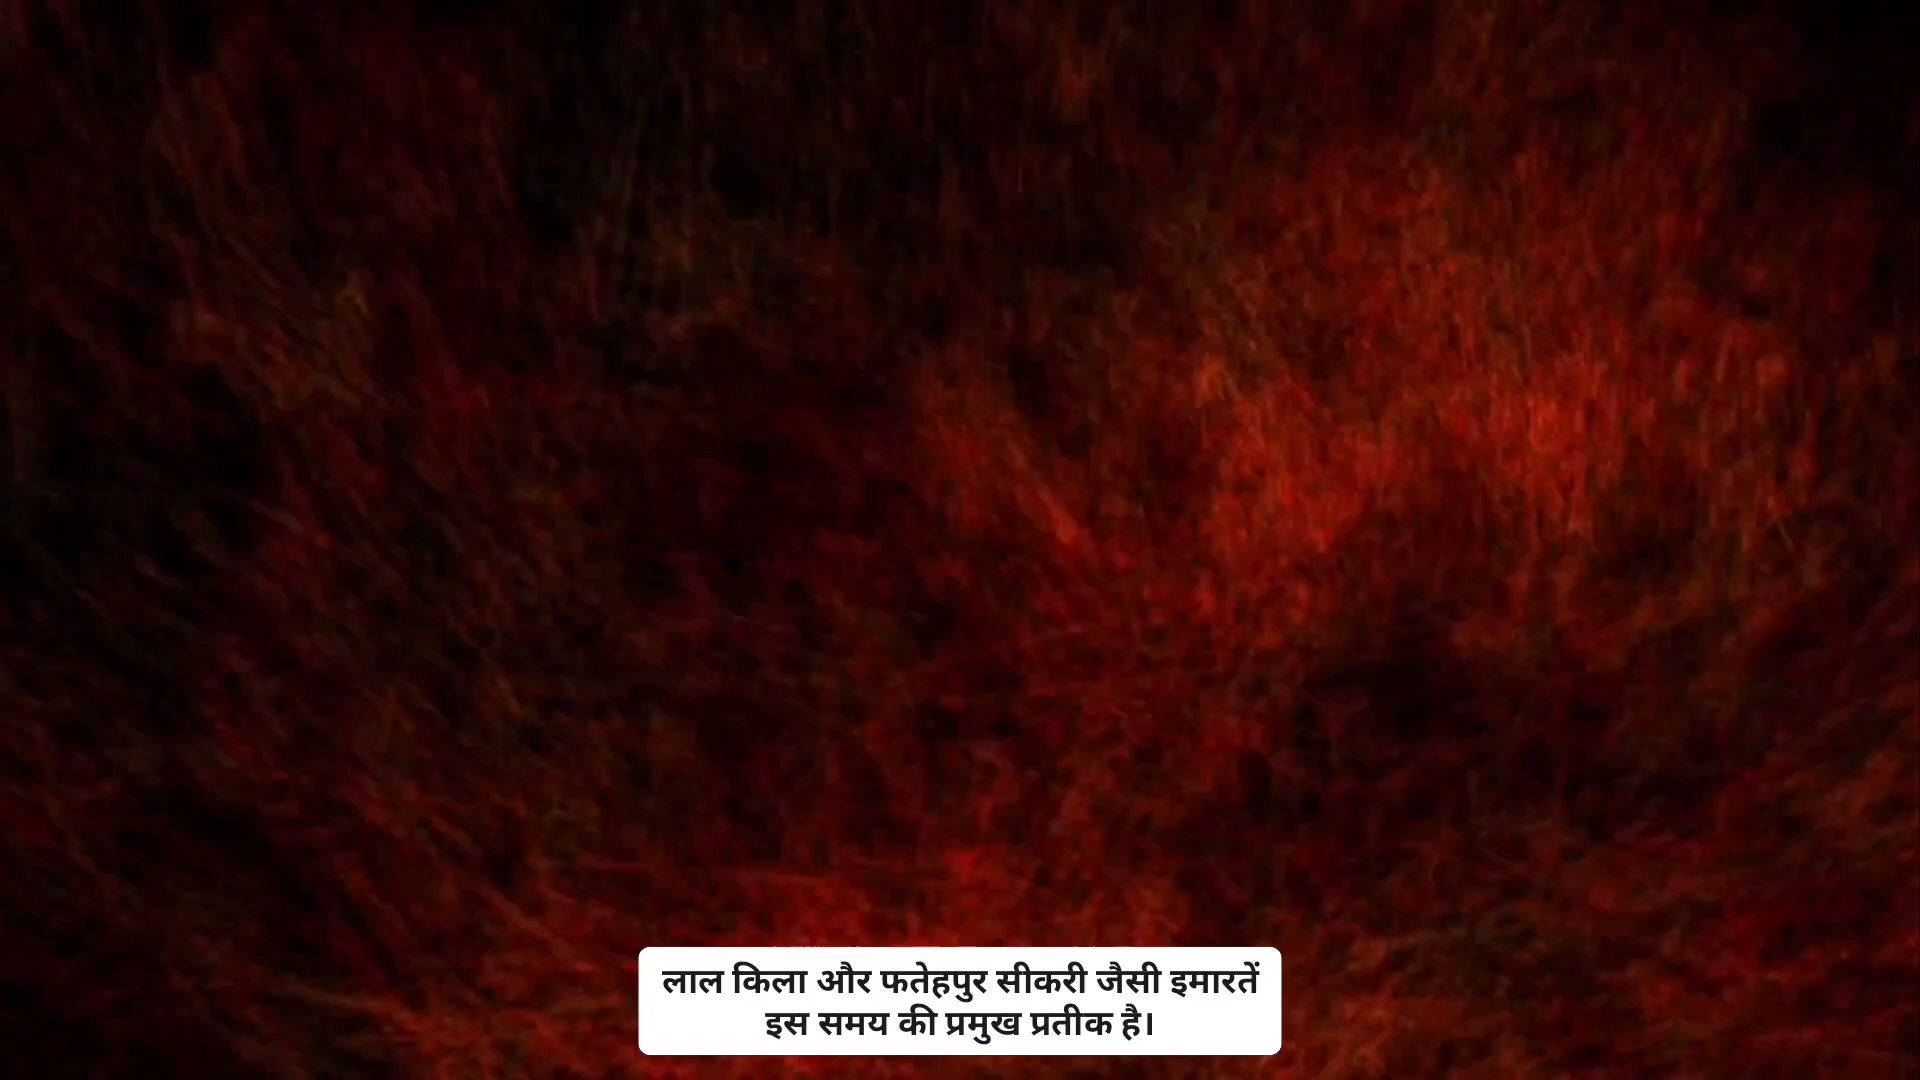 लाल किला और फतेहपुर सीकरी जैसी इमारतें
इस समय की प्रमुख प्रतीक है।